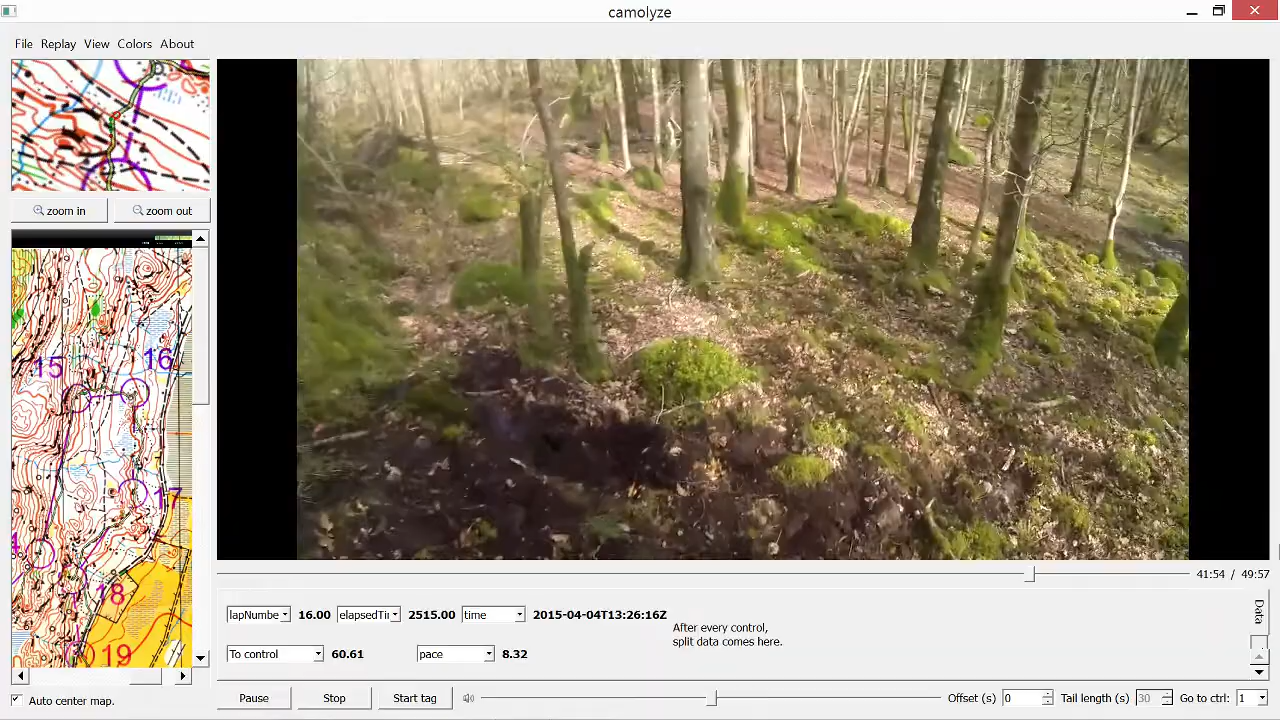 camolyze
File Replay View Colors About
zoom in zoom out
15
16
17
18
19
41:54 / 49:57
lapNumbe 16.00 elapsedTi 2515.00 time 2015-04-04T13:26:16Z
After every control,
split data comes here.
Data
To control 60.61 pace 8.32
Auto center map.
Pause Stop Start tag Offset (s) 0 Tail length (s) 30 Go to ctrl: 1